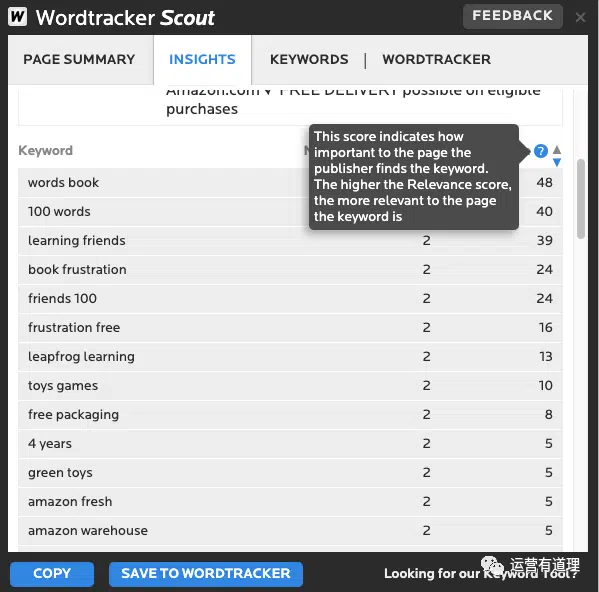 W Wordtracker Scout
FEEDBACK
PAGE SUMMARY INSIGHTS KEYWORDS | WORDTRACKER
Amazon.com ✓ FREE DELIVERY possible on eligible
purchases
Keyword
This score indicates how
important to the page the
publisher finds the keyword.
The higher the Relevance score,
the more relevant to the page
the keyword is
?
words book 48
100 words 40
learning friends 2 39
book frustration 2 24
friends 100 2 24
frustration free 2 16
leapfrog learning 2 13
toys games 2 10
free packaging 2 8
4 years 2 5
green toys 2 5
amazon fresh 2 5
amazon warehouse 2 5
COPY
SAVE TO WORDTRACKER
Looking for our Keyword Tool?
运营有道理